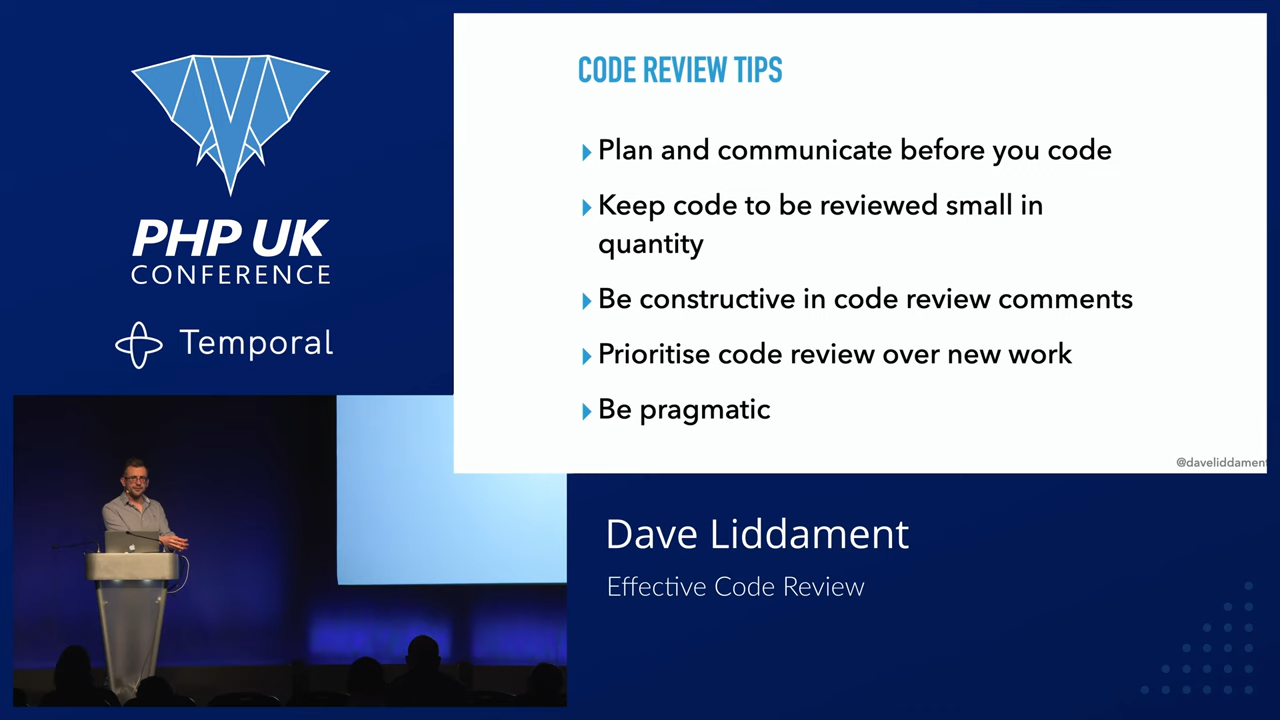 PHP UK
CONFERENCE
Temporal
CODE REVIEW TIPS
Plan and communicate before you code
Keep code to be reviewed small in
quantity
Be constructive in code review comments
Prioritise code review over new work
Be pragmatic
@daveliddament
Dave Liddament
Effective Code Review